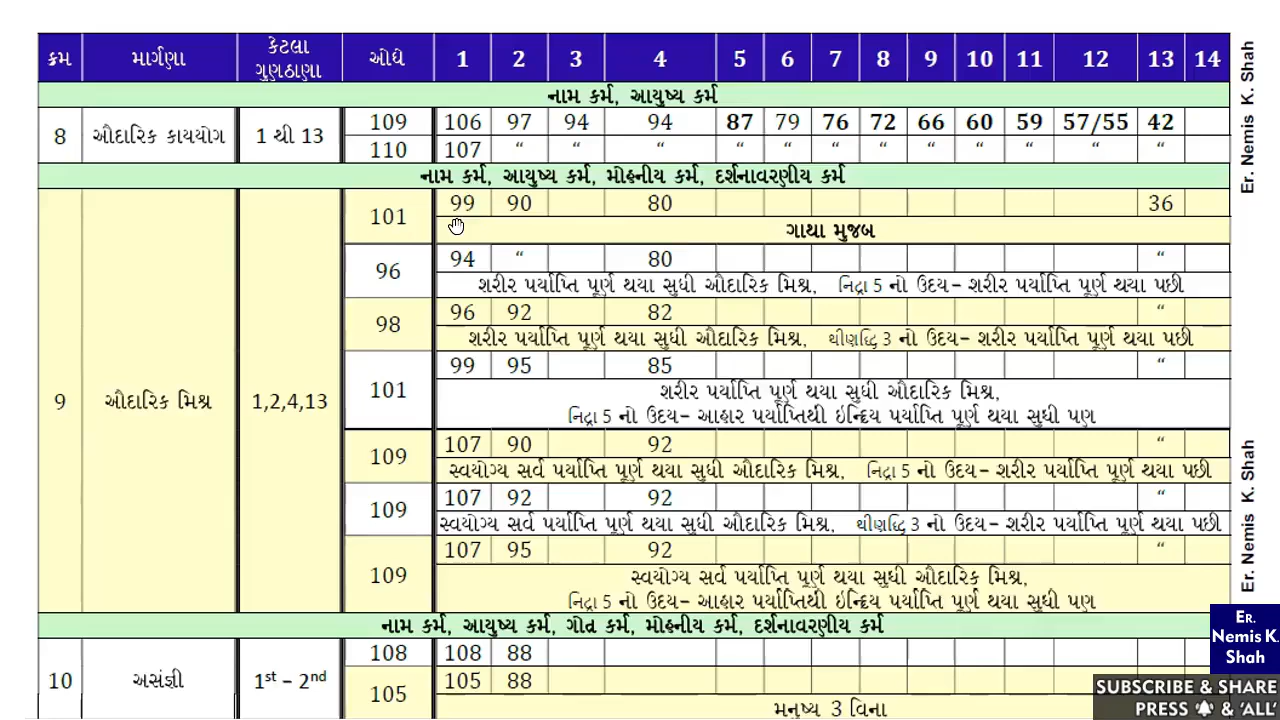 ક્રમ માર્ગણા કેટલા ગુણઠાણા ઓઘે 1 2 3 4 5 6 7 8 9 10 11 12 13 14
નામ કર્મ, આયુષ્ય કર્મ
8 ઔદારિક કાયયોગ 1 થી 13 109 106 97 94 94 87 79 76 72 66 60 59 57/55 42
110 107 “ “ “ “ “ “ “ “ “ “ “ “
નામ કર્મ, આયુષ્ય કર્મ, મોહનીય કર્મ, દર્શનાવરણીય કર્મ
9 ઔદારિક મિશ્ર 1,2,4,13 101 99 90 80 36
ગાથા મુજબ
96 94 “ 80 “
શરીર પર્યાપ્તિ પૂર્ણ થયા સુધી ઔદારિક મિશ્ર, નિદ્રા 5 નો ઉદય– શરીર પર્યાપ્તિ પૂર્ણ થયા પછી
98 96 92 82 “
શરીર પર્યાપ્તિ પૂર્ણ થયા સુધી ઔદારિક મિશ્ર, થીણદ્ધિ 3 નો ઉદય– શરીર પર્યાપ્તિ પૂર્ણ થયા પછી
101 99 95 85 “
શરીર પર્યાપ્તિ પૂર્ણ થયા સુધી ઔદારિક મિશ્ર,
નિદ્રા 5 નો ઉદય– આહાર પર્યાપ્તિથી ઇન્દ્રિય પર્યાપ્તિ પૂર્ણ થયા સુધી પણ
109 107 90 92 “
સ્વયોગ્ય સર્વ પર્યાપ્તિ પૂર્ણ થયા સુધી ઔદારિક મિશ્ર, નિદ્રા 5 નો ઉદય– શરીર પર્યાપ્તિ પૂર્ણ થયા પછી
109 107 92 92 “
સ્વયોગ્ય સર્વ પર્યાપ્તિ પૂર્ણ થયા સુધી ઔદારિક મિશ્ર, થીણદ્ધિ 3 નો ઉદય– શરીર પર્યાપ્તિ પૂર્ણ થયા પછી
109 107 95 92 “
સ્વયોગ્ય સર્વ પર્યાપ્તિ પૂર્ણ થયા સુધી ઔદારિક મિશ્ર,
નિદ્રા 5 નો ઉદય– આહાર પર્યાપ્તિથી ઇન્દ્રિય પર્યાપ્તિ પૂર્ણ થયા સુધી પણ
નામ કર્મ, આયુષ્ય કર્મ, ગોત્ર કર્મ, મોહનીય કર્મ, દર્શનાવરણીય કર્મ
10 અસંજ્ઞી 1st – 2nd 108 108 88
105 105 88
મનુષ્ય 3 વિના
Er. Nemis K. Shah
Er. Nemis K. Shah
ER.
Nemis K.
Shah
SUBSCRIBE & SHARE
PRESS & ‘ALL’